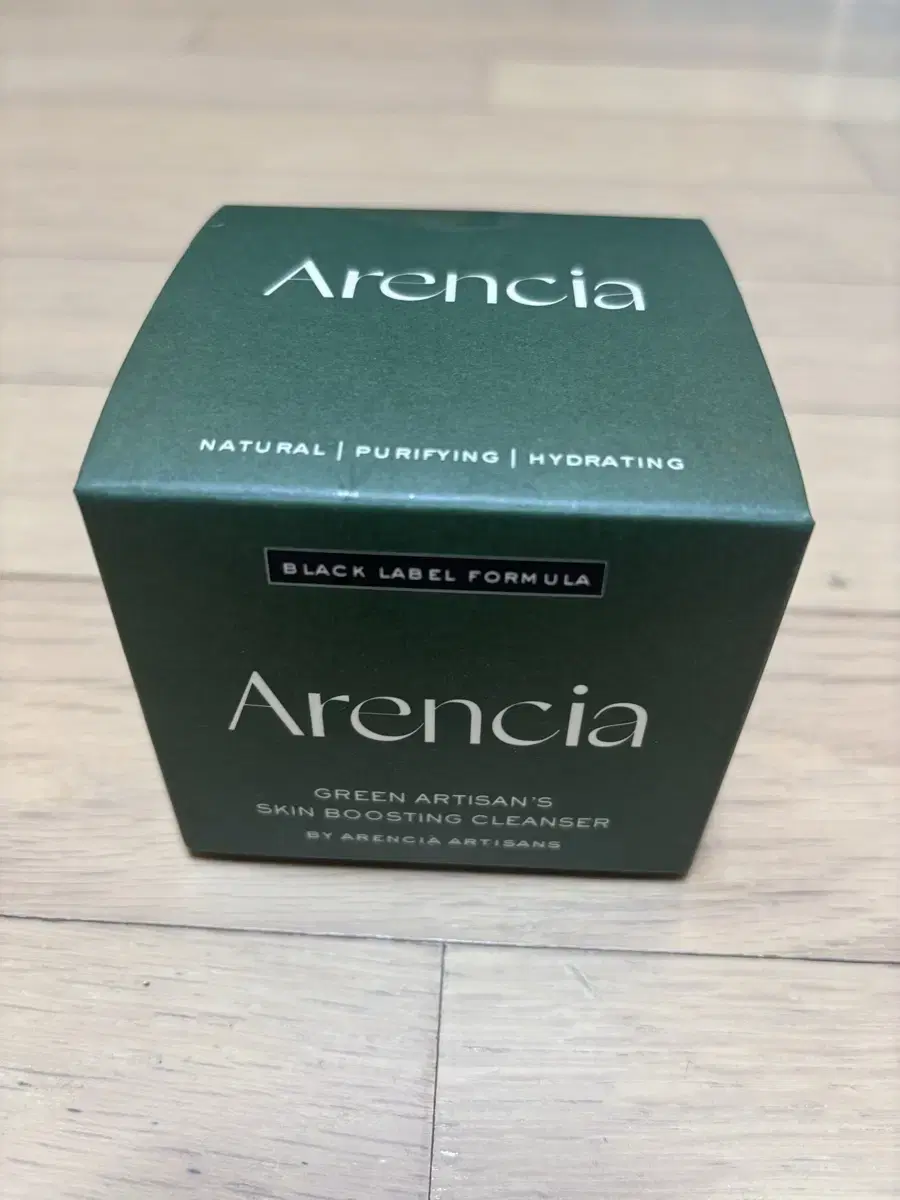 Arencia
NATURAL | PURIFYING | HYDRATING
BLACK LABEL FORMULA
Arencia
GREEN ARTISAN'S
SKIN BOOSTING CLEANSER
BY ARENCIA ARTISANS